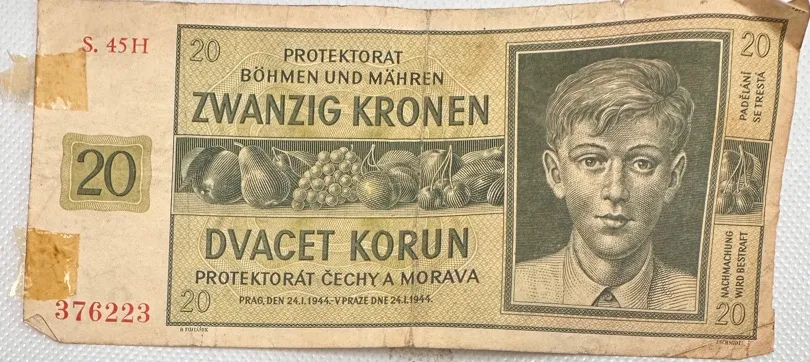 S. 45H
20
PROTEKTORAT
BÖHMEN UND MÄHREN
ZWANZIG KRONEN
20
DVACET KORUN
PROTEKTORÁT ČECHY A MORAVA
PRAG, DEN 24.I.1944.-V PRAZE DNE 24.I.1944.
376223
20
20
PADĚLÁNÍ
SE TRESTÁ
NACHMACHUNG
WIRD BESTRAFT
20